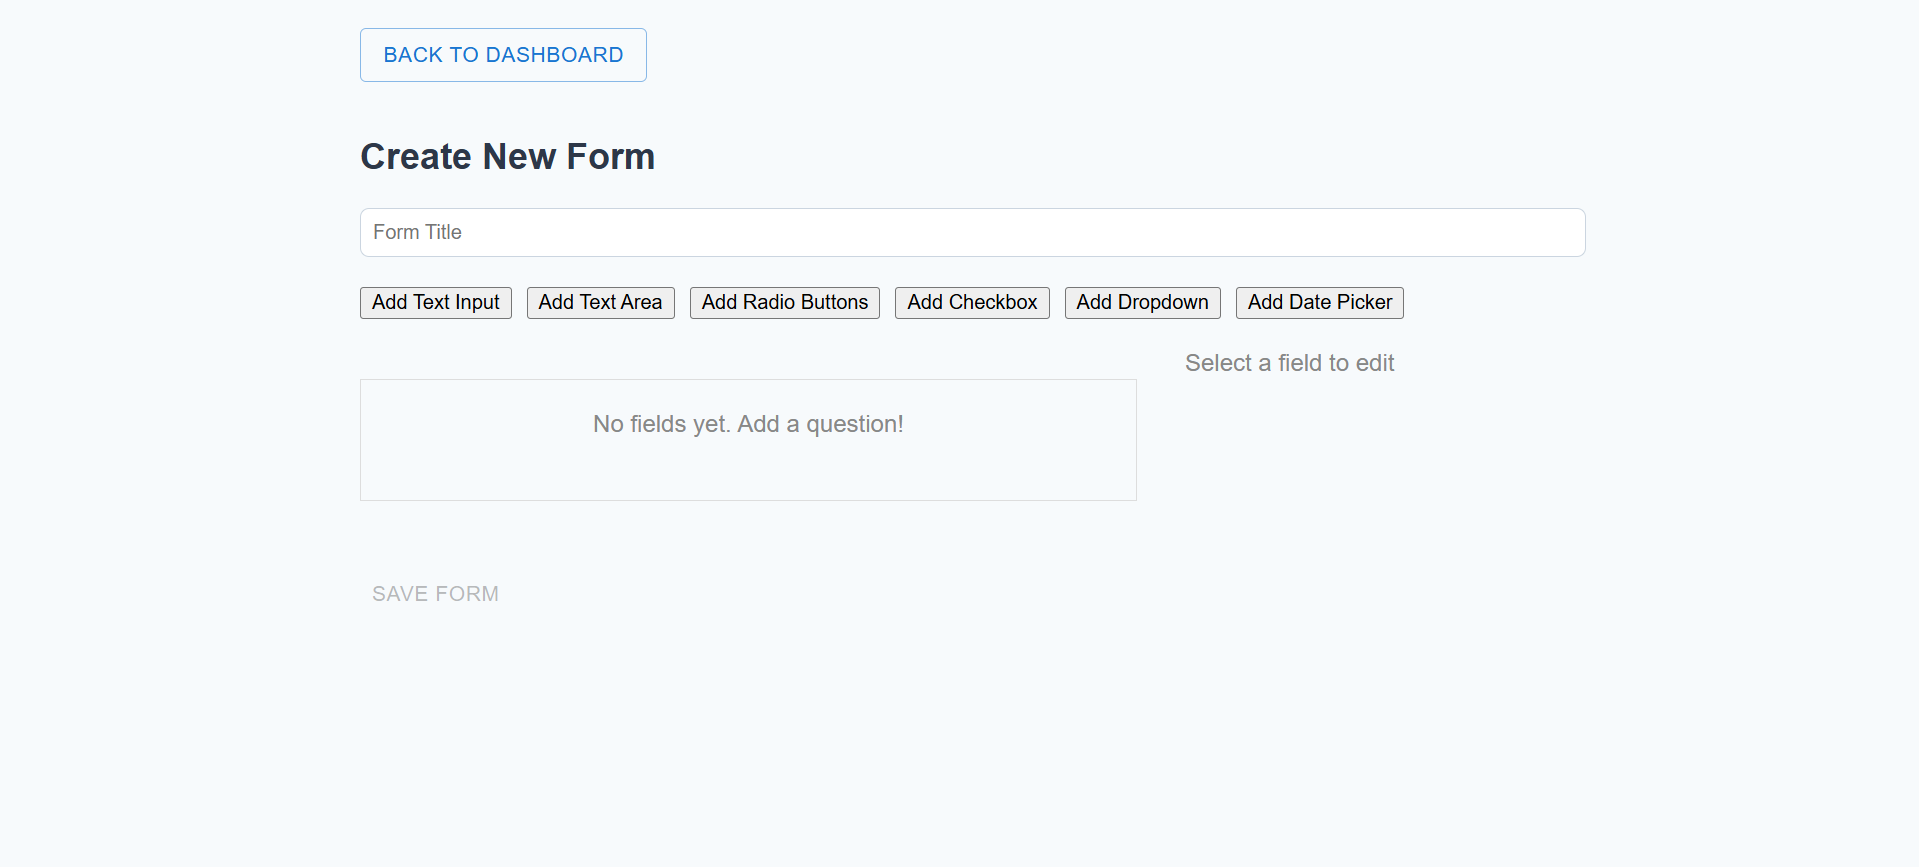 BACK TO DASHBOARD
Create New Form
Form Title
Add Text Input Add Text Area Add Radio Buttons Add Checkbox Add Dropdown Add Date Picker
Select a field to edit
No fields yet. Add a question!
SAVE FORM